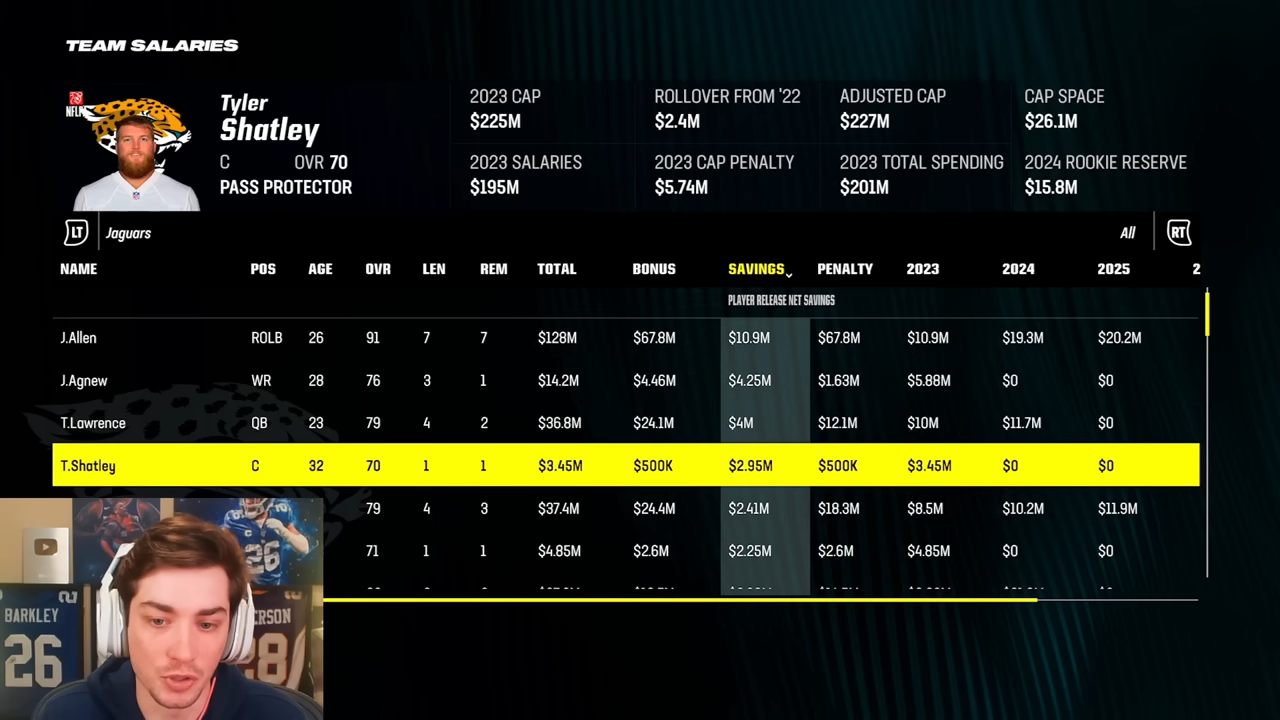 TEAM SALARIES
NFL
Tyler
Shatley
C OVR 70
PASS PROTECTOR
2023 CAP
$225M
ROLLOVER FROM '22
$2.4M
ADJUSTED CAP
$227M
CAP SPACE
$26.1M
2023 SALARIES
$195M
2023 CAP PENALTY
$5.74M
2023 TOTAL SPENDING
$201M
2024 ROOKIE RESERVE
$15.8M
LT Jaguars All RT
NAME POS AGE OVR LEN REM TOTAL BONUS SAVINGS PENALTY 2023 2024 2025 2
PLAYER RELEASE NET SAVINGS
J.Allen ROLB 26 91 7 7 $128M $67.8M $10.9M $67.8M $10.9M $19.3M $20.2M
J.Agnew WR 28 76 3 1 $14.2M $4.46M $4.25M $1.63M $5.88M $0 $0
T.Lawrence QB 23 79 4 2 $36.8M $24.1M $4M $12.1M $10M $11.7M $0
T.Shatley C 32 70 1 1 $3.45M $500K $2.95M $500K $3.45M $0 $0
79 4 3 $37.4M $24.4M $2.41M $18.3M $8.5M $10.2M $11.9M
71 1 1 $4.85M $2.6M $2.25M $2.6M $4.85M $0 $0
26
BARKLEY
26
ERSON
28